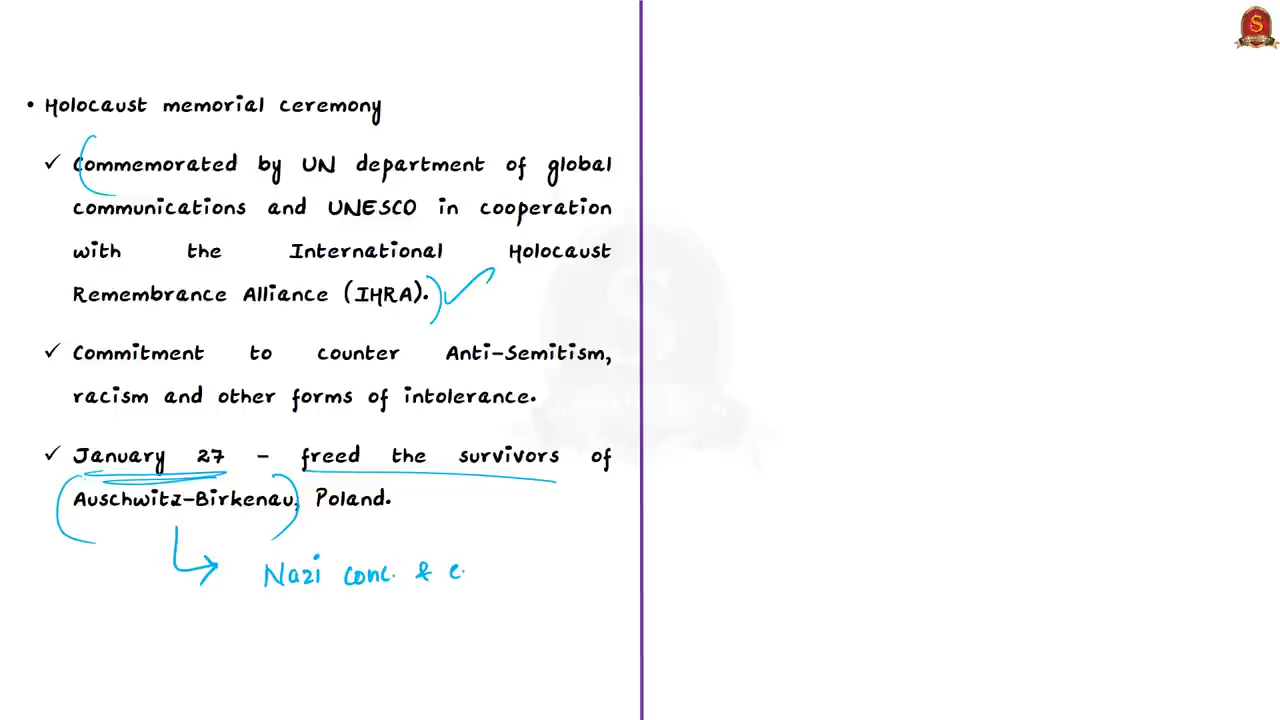 • Holocaust memorial ceremony
✓ Commemorated by UN department of global
communications and UNESCO in cooperation
with the International Holocaust
Remembrance Alliance (IHRA).
✓ Commitment to counter Anti-Semitism,
racism and other forms of intolerance.
✓ January 27 - freed the survivors of
Auschwitz-Birkenau, Poland.
Nazi conc. & e.